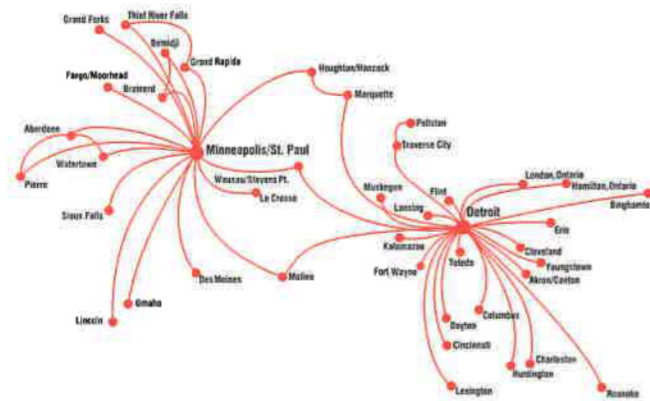 Grand Forks
Thief River Falls
Bemidji
Grand Rapids
Houghton/Hancock
Fargo/Moorhead
Brainerd
Marquette
Aberdeen
Pellston
Minneapolis/St. Paul
Traverse City
Watertown
Pierre
Wausau/Stevens Pt.
London, Ontario
Muskegon
Flint
Hamilton, Ontario
La Crosse
Binghamton
Lansing
Detroit
Sioux Falls
Erie
Kalamazoo
Cleveland
Toledo
Youngstown
Fort Wayne
Des Moines
Moline
Akron/Canton
Omaha
Columbus
Lincoln
Dayton
Cincinnati
Charleston
Huntington
Lexington
Roanoke